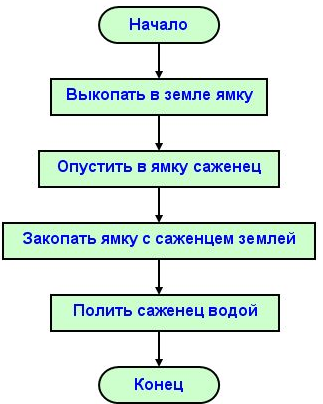 Начало
Выкопать в земле ямку
Опустить в ямку саженец
Закопать ямку с саженцем землей
Полить саженец водой
Конец